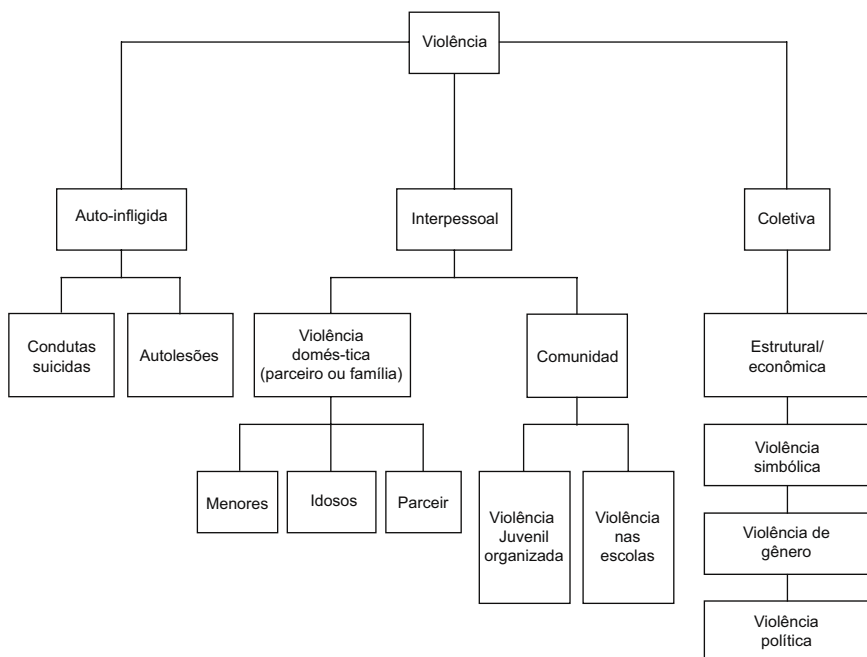 Violência
Auto-infligida
Interpessoal
Coletiva
Condutas
suicidas
Autolesões
Violência
domés-tica
(parceiro ou família)
Comunidad
Estrutural/
econômica
Menores
Idosos
Parceir
Violência
Juvenil
organizada
Violência
nas
escolas
Violência
simbólica
Violência de
gênero
Violência
política